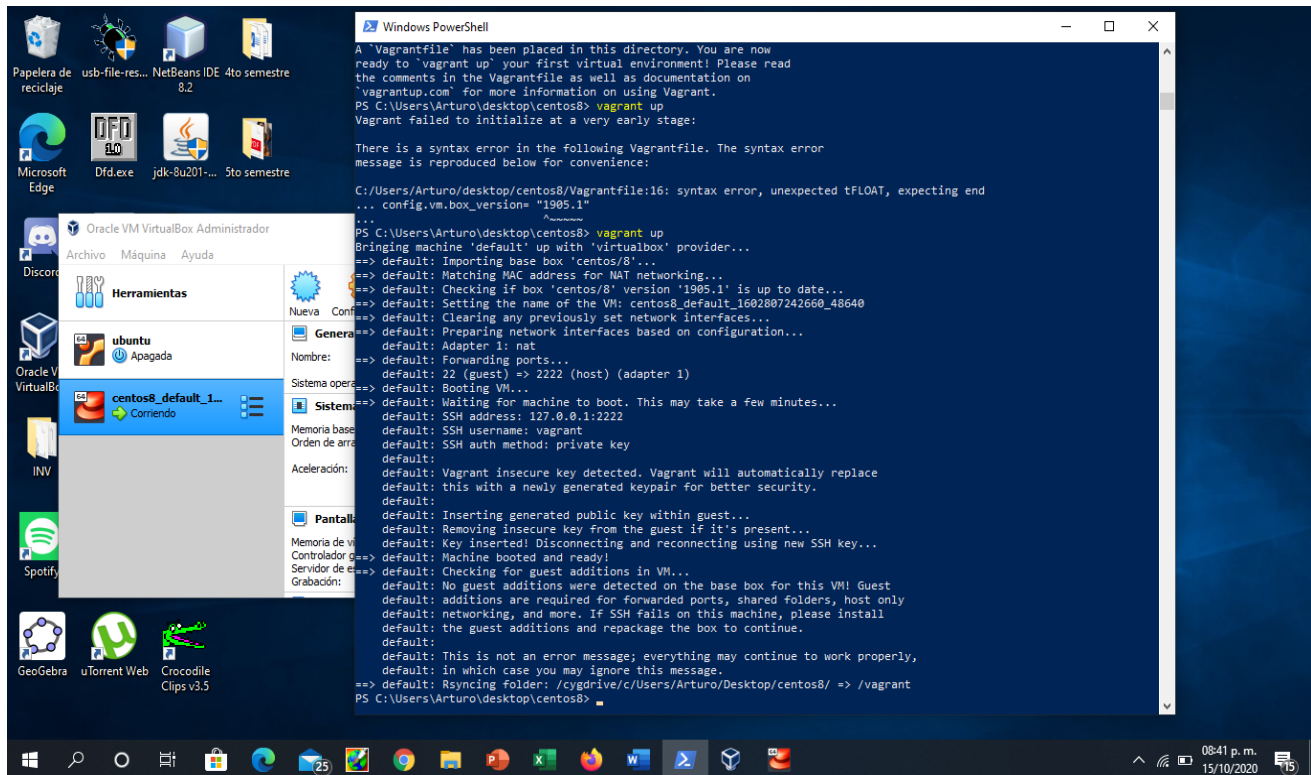 Papelera de
reciclaje
usb-file-res...
NetBeans IDE
8.2
4to semestre
Microsoft
Edge
DFD
1.0
Dfd.exe
jdk-8u201-...
5to semestre
Discord
Oracle V
VirtualBo
INV
Spotify
GeoGebra
uTorrent Web
Crocodile
Clips v3.5
Oracle VM VirtualBox Administrador
Archivo Máquina Ayuda
Herramientas
64
ubuntu
Apagada
64
centos8_default_1...
Corriendo
Nueva Conf
Genera
Nombre:
Sistema opera
Sistema
Memoria base
Orden de arra
Aceleración:
Pantall
Memoria de vi
Controlador g
Servidor de es
Grabación:
Windows PowerShell
A `Vagrantfile` has been placed in this directory. You are now
ready to `vagrant up` your first virtual environment! Please read
the comments in the Vagrantfile as well as documentation on
`vagrantup.com` for more information on using Vagrant.
PS C:\Users\Arturo\desktop\centos8> vagrant up
Vagrant failed to initialize at a very early stage:
There is a syntax error in the following Vagrantfile. The syntax error
message is reproduced below for convenience:
C:/Users/Arturo/desktop/centos8/Vagrantfile:16: syntax error, unexpected tFLOAT, expecting end
... config.vm.box_version= "1905.1"
... ^~~~~~
PS C:\Users\Arturo\desktop\centos8> vagrant up
Bringing machine 'default' up with 'virtualbox' provider...
==> default: Importing base box 'centos/8'...
==> default: Matching MAC address for NAT networking...
==> default: Checking if box 'centos/8' version '1905.1' is up to date...
==> default: Setting the name of the VM: centos8_default_1602807242660_48640
==> default: Clearing any previously set network interfaces...
==> default: Preparing network interfaces based on configuration...
default: Adapter 1: nat
==> default: Forwarding ports...
default: 22 (guest) => 2222 (host) (adapter 1)
==> default: Booting VM...
==> default: Waiting for machine to boot. This may take a few minutes...
default: SSH address: 127.0.0.1:2222
default: SSH username: vagrant
default: SSH auth method: private key
default:
default: Vagrant insecure key detected. Vagrant will automatically replace
default: this with a newly generated keypair for better security.
default:
default: Inserting generated public key within guest...
default: Removing insecure key from the guest if it's present...
default: Key inserted! Disconnecting and reconnecting using new SSH key...
==> default: Machine booted and ready!
==> default: Checking for guest additions in VM...
default: No guest additions were detected on the base box for this VM! Guest
default: additions are required for forwarded ports, shared folders, host only
default: networking, and more. If SSH fails on this machine, please install
default: the guest additions and repackage the box to continue.
default:
default: This is not an error message; everything may continue to work properly,
default: in which case you may ignore this message.
==> default: Rsyncing folder: /cygdrive/c/Users/Arturo/Desktop/centos8/ => /vagrant
PS C:\Users\Arturo\desktop\centos8>
25
08:41 p. m.
15/10/2020
15